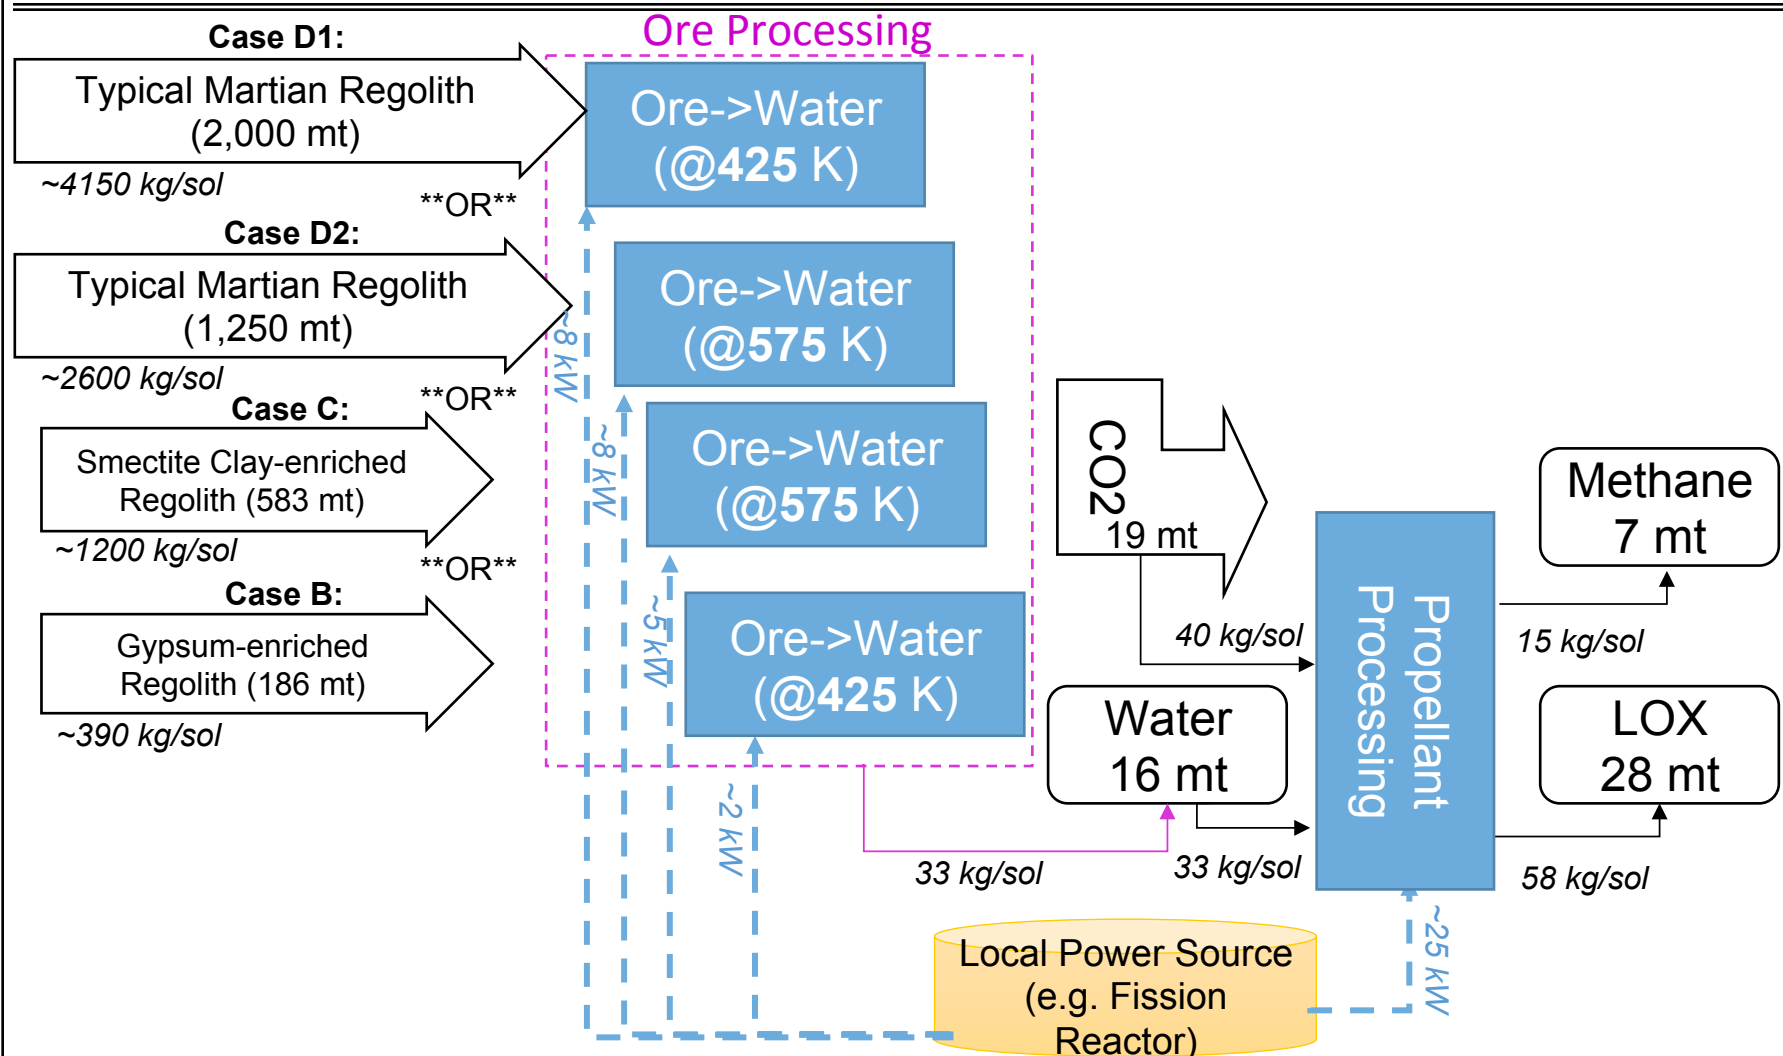 Ore Processing
Case D1:
Typical Martian Regolith
(2,000 mt)
~4150 kg/sol
**OR**
Ore->Water
(@425 K)
Case D2:
Typical Martian Regolith
(1,250 mt)
~2600 kg/sol
**OR**
Ore->Water
(@575 K)
Case C:
Smectite Clay-enriched
Regolith (583 mt)
~1200 kg/sol
**OR**
Ore->Water
(@575 K)
Case B:
Gypsum-enriched
Regolith (186 mt)
~390 kg/sol
Ore->Water
(@425 K)
~8 kW
~8 kW
~5 kW
~2 kW
33 kg/sol
CO2
19 mt
40 kg/sol
Water
16 mt
33 kg/sol
Propellant
Processing
Methane
7 mt
15 kg/sol
LOX
28 mt
58 kg/sol
~25 kW
Local Power Source
(e.g. Fission
Reactor)